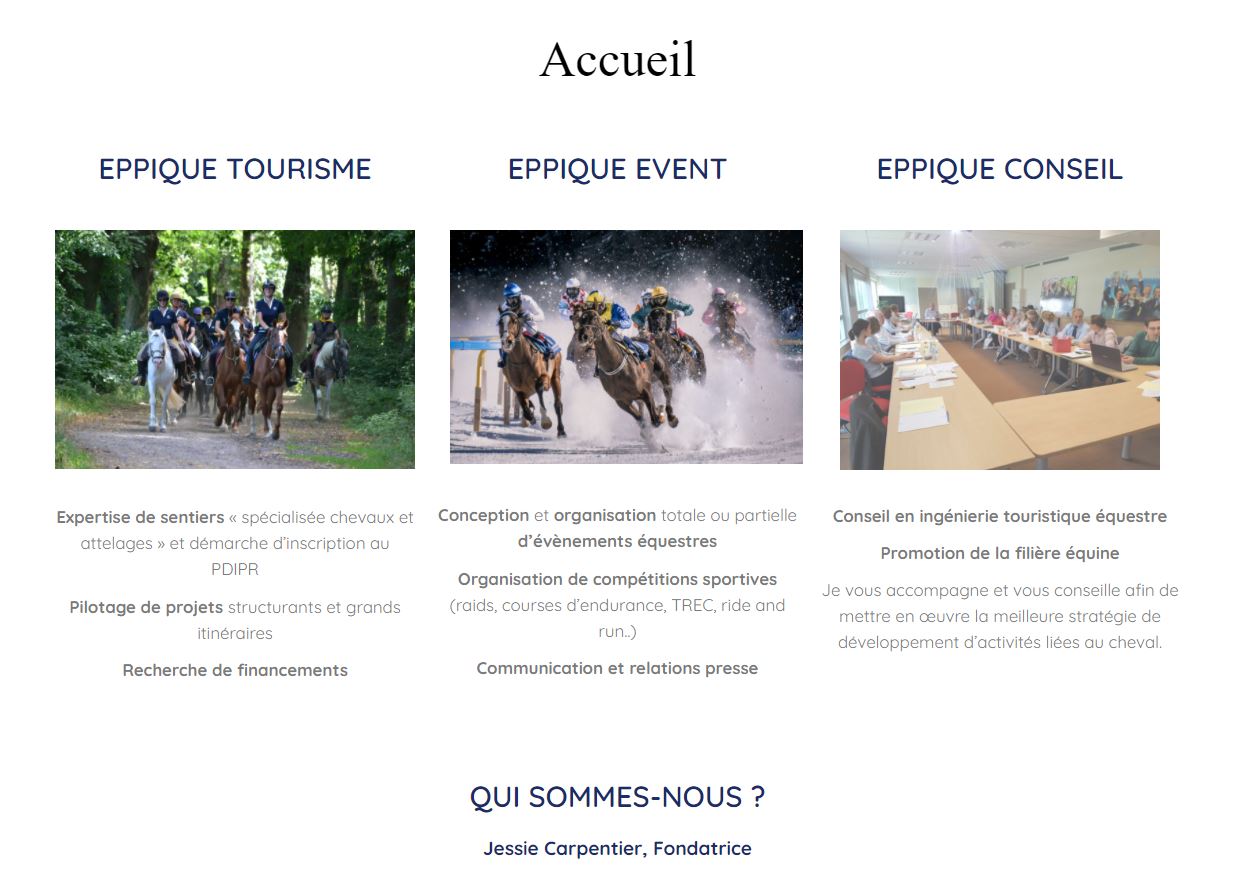 Accueil
EPPIQUE TOURISME
EPPIQUE EVENT
EPPIQUE CONSEIL
Expertise de sentiers « spécialisée chevaux et
attelages » et démarche d'inscription au
PDIPR
Pilotage de projets structurants et grands
itinéraires
Recherche de financements
Conception et organisation totale ou partielle
d'évènements équestres
Organisation de compétitions sportives
(raids, courses d'endurance, TREC, ride and
run..)
Communication et relations presse
Conseil en ingénierie touristique équestre
Promotion de la filière équine
Je vous accompagne et vous conseille afin de
mettre en œuvre la meilleure stratégie de
développement d'activités liées au cheval.
QUI SOMMES-NOUS ?
Jessie Carpentier, Fondatrice